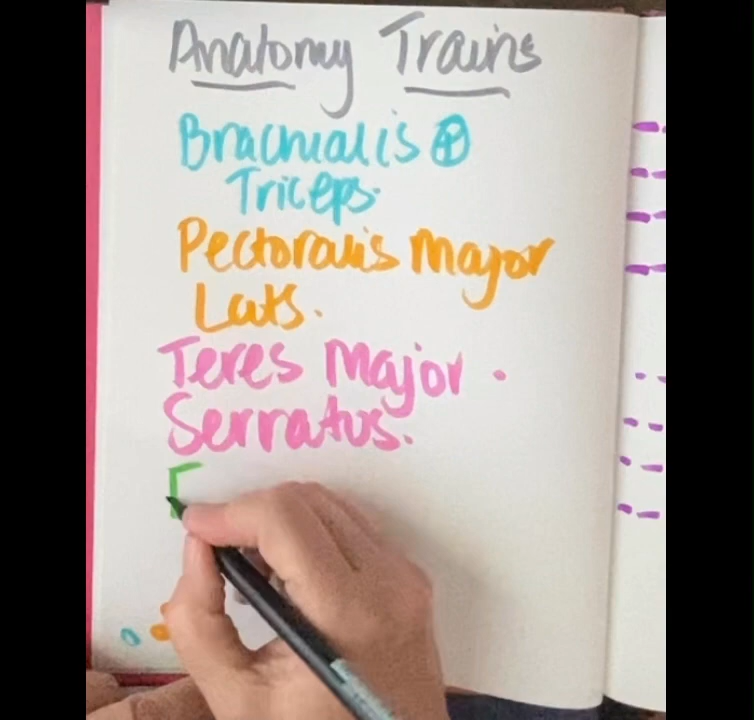 Anatomy Trains
Brachialis ⊕
Triceps.
Pectoralis Major
Lats.
Teres Major.
Serratus.